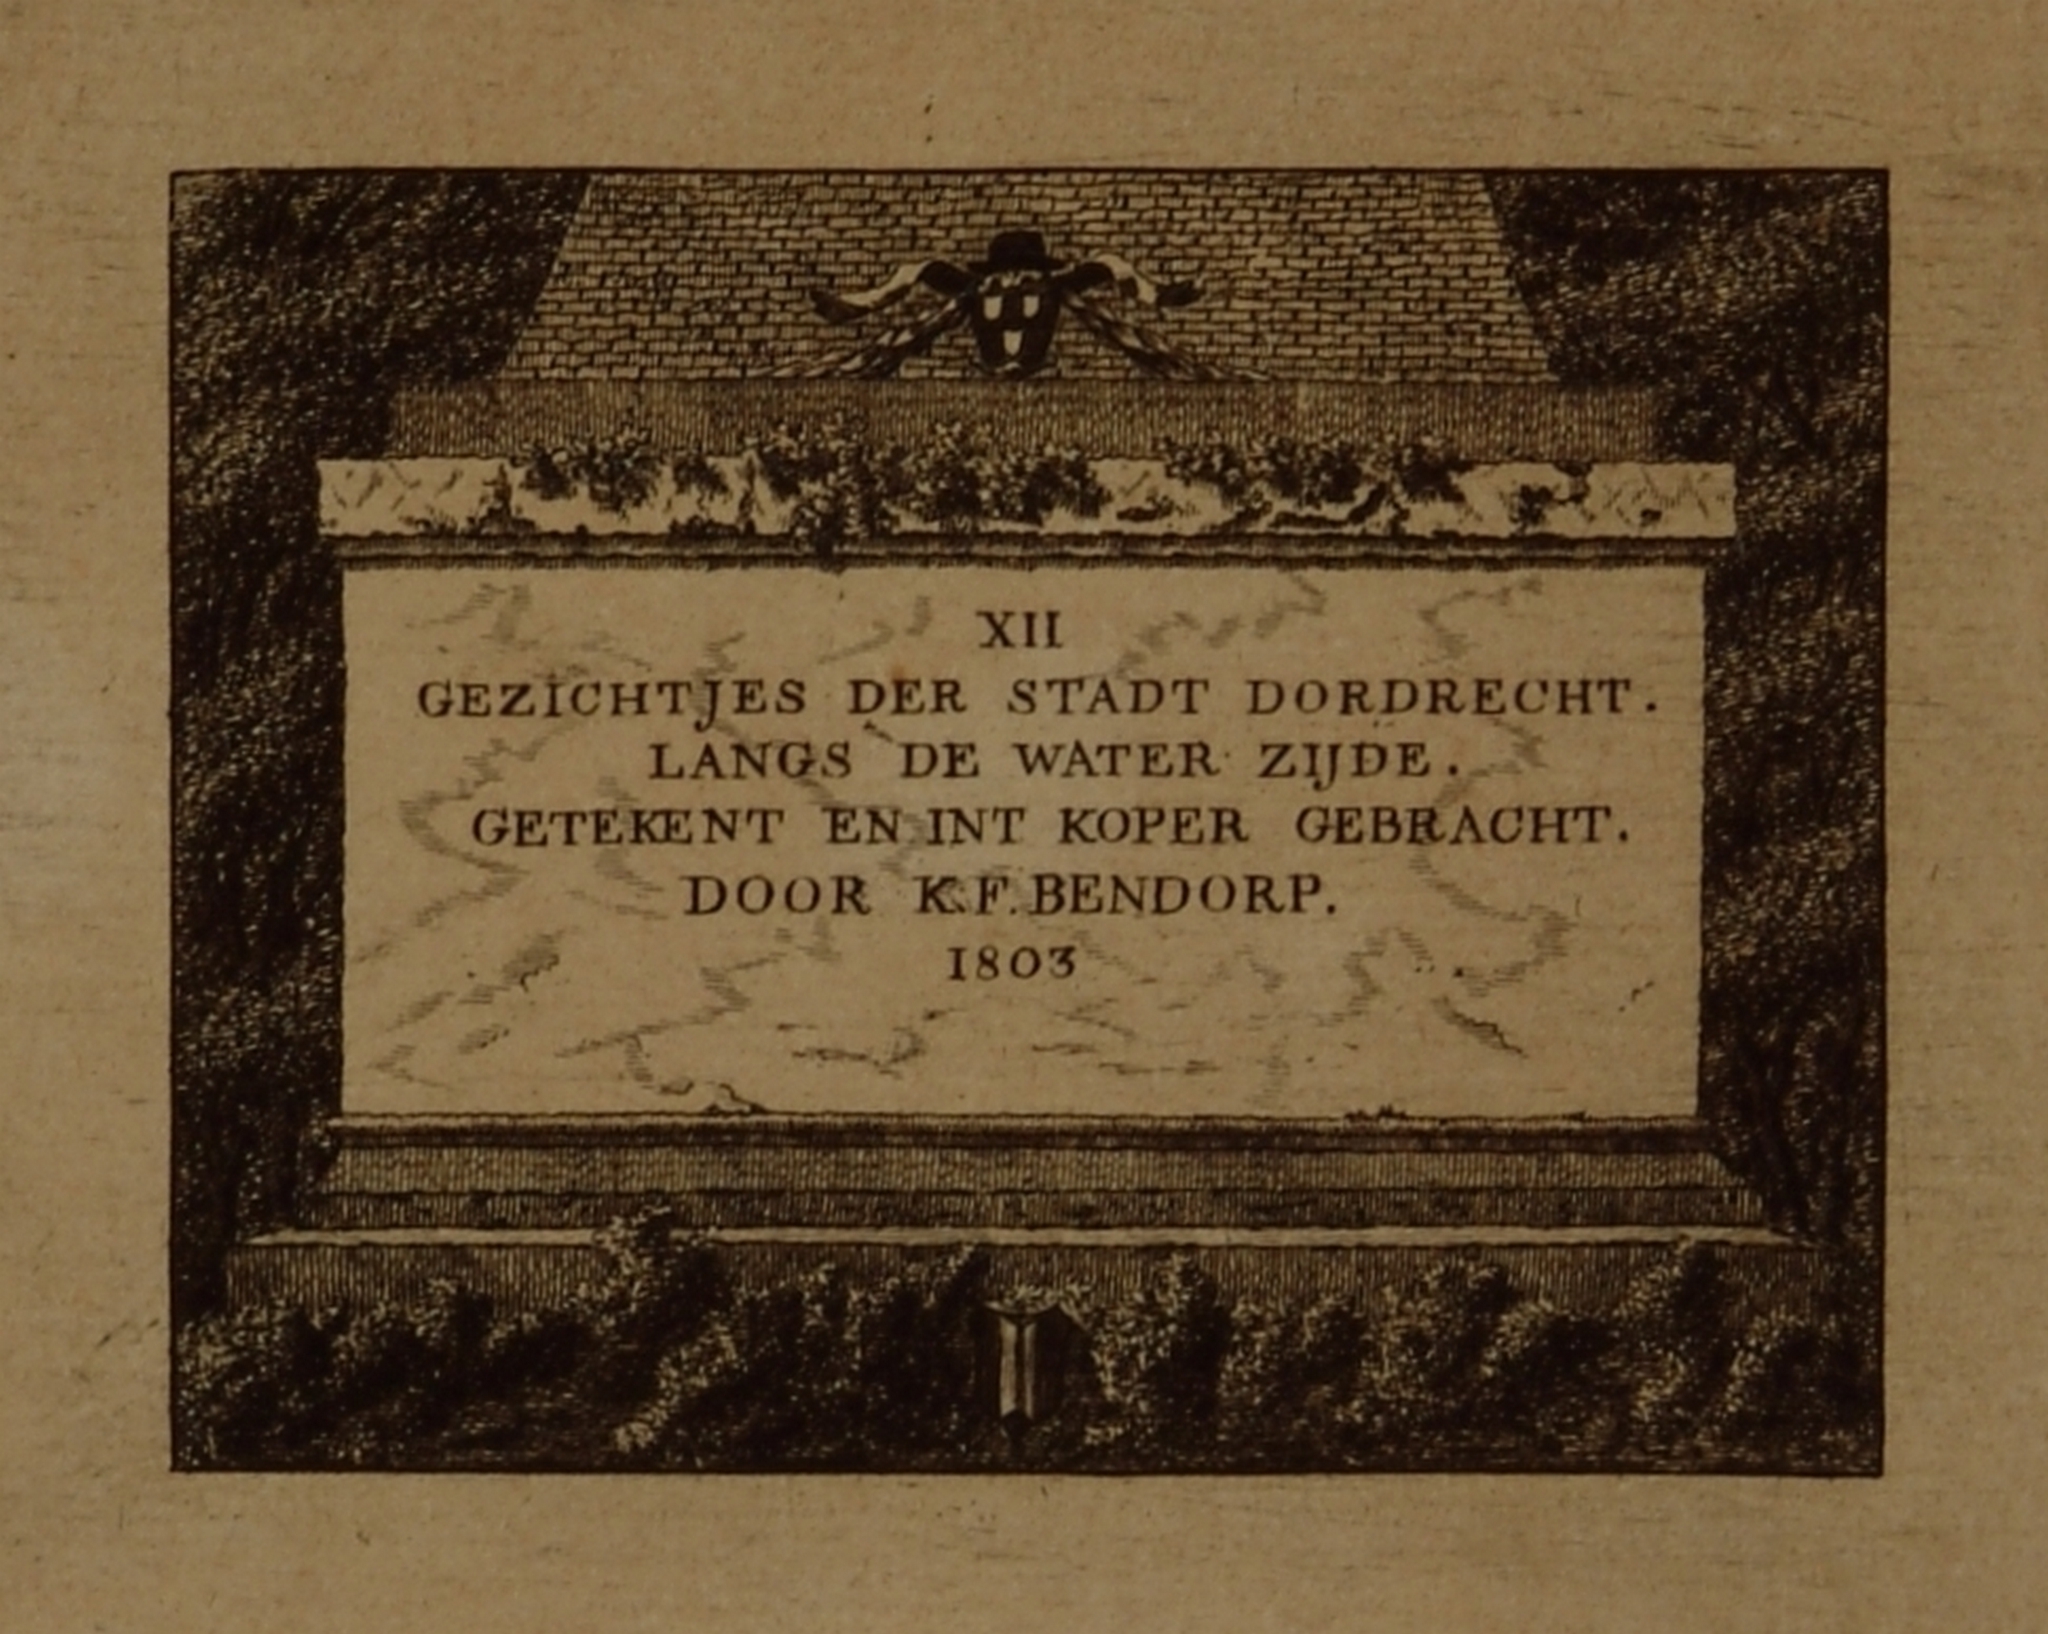 XII
GEZICHTJES DER STADT DORDRECHT.
LANGS DE WATER ZIJDE.
GETEKENT EN INT KOPER GEBRACHT.
DOOR K.F. BENDORP.
1803